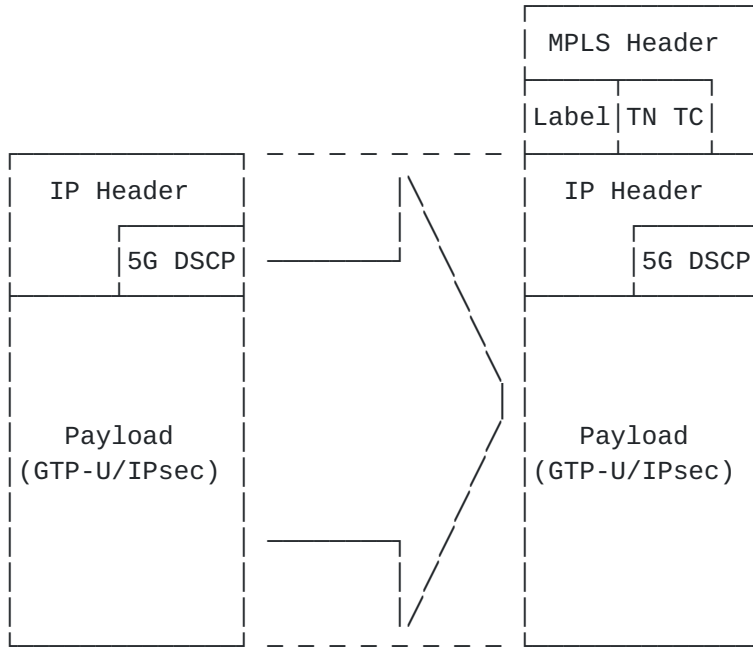 MPLS Header
Label TN TC
IP Header IP Header
5G DSCP 5G DSCP
Payload Payload
(GTP-U/IPsec) (GTP-U/IPsec)